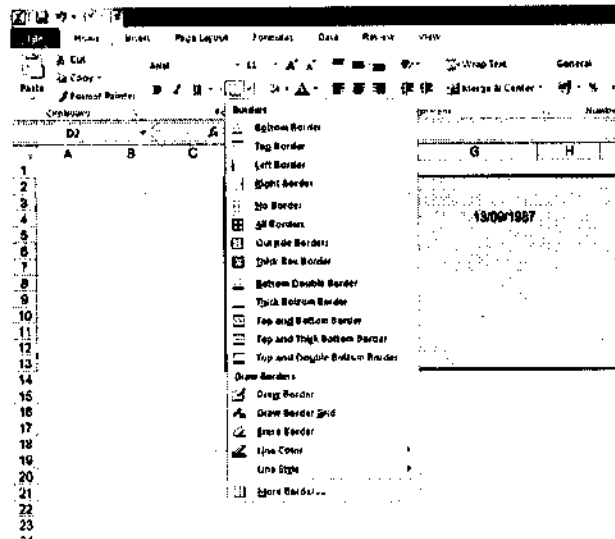 File Home Insert Page Layout Formulas Data Review View
Cut
Copy
Format Painter
Paste
Arial 11 A A
Wrap Text General
B I U A
Merge & Center %
Clipboard
Number
D2
A B C G H
Borders
Bottom Border
Top Border
Left Border
Right Border
No Border
All Borders
Outside Borders
Thick Box Border
Bottom Double Border
Thick Bottom Border
Top and Bottom Border
Top and Thick Bottom Border
Top and Double Bottom Border
Draw Borders
Draw Border
Draw Border Grid
Erase Border
Line Color
Line Style
More Borders...
13/09/1987
1
2
3
4
5
6
7
8
9
10
11
12
13
14
15
16
17
18
19
20
21
22
23